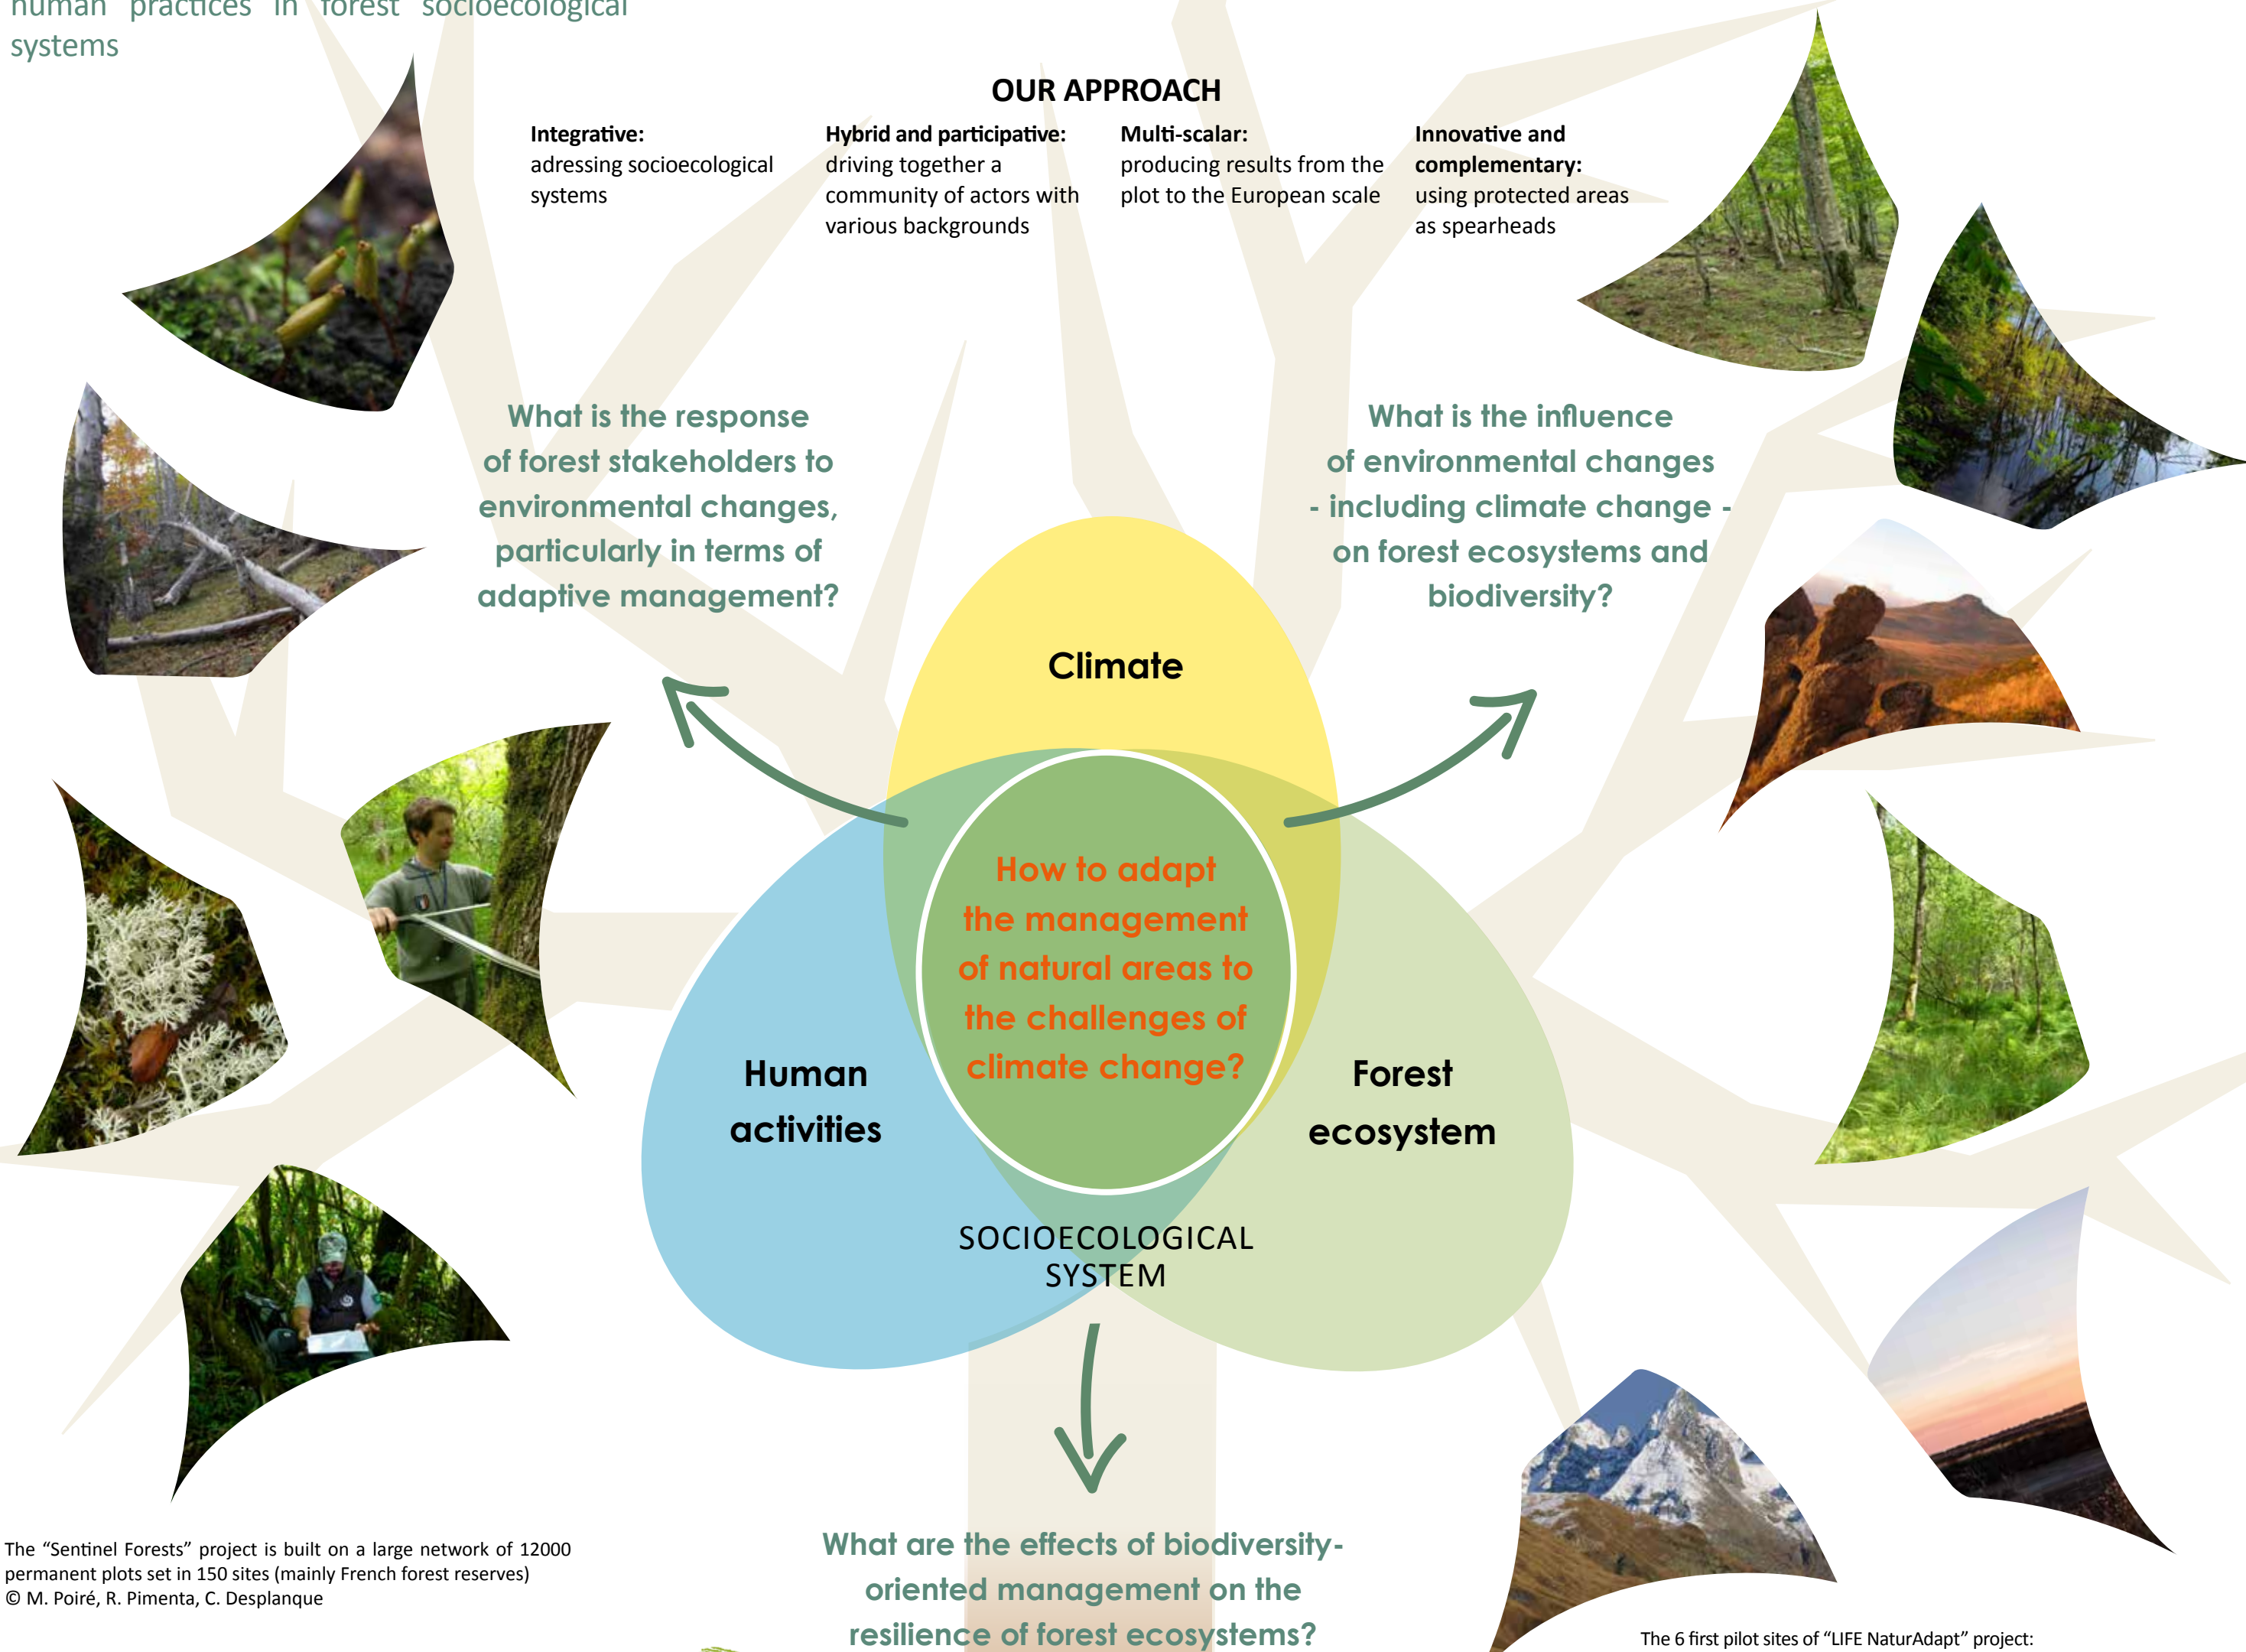 human practices in forest socioecological
systems
OUR APPROACH
Integrative:
adressing socioecological
systems
Hybrid and participative:
driving together a
community of actors with
various backgrounds
Multi-scalar:
producing results from the
plot to the European scale
Innovative and
complementary:
using protected areas
as spearheads
What is the response
of forest stakeholders to
environmental changes,
particularly in terms of
adaptive management?
What is the influence
of environmental changes
- including climate change -
on forest ecosystems and
biodiversity?
Climate
How to adapt
the management
of natural areas to
the challenges of
climate change?
Human
activities
Forest
ecosystem
SOCIOECOLOGICAL
SYSTEM
What are the effects of biodiversity-
oriented management on the
resilience of forest ecosystems?
The “Sentinel Forests” project is built on a large network of 12000
permanent plots set in 150 sites (mainly French forest reserves)
© M. Poiré, R. Pimenta, C. Desplanque
The 6 first pilot sites of “LIFE NaturAdapt” project: